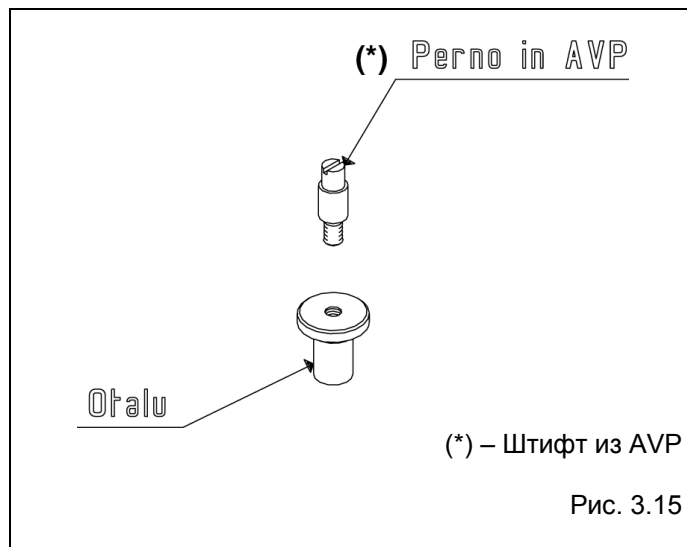 (*) Perno in AVP
Otalu
(*) – Штифт из AVP
Рис. 3.15